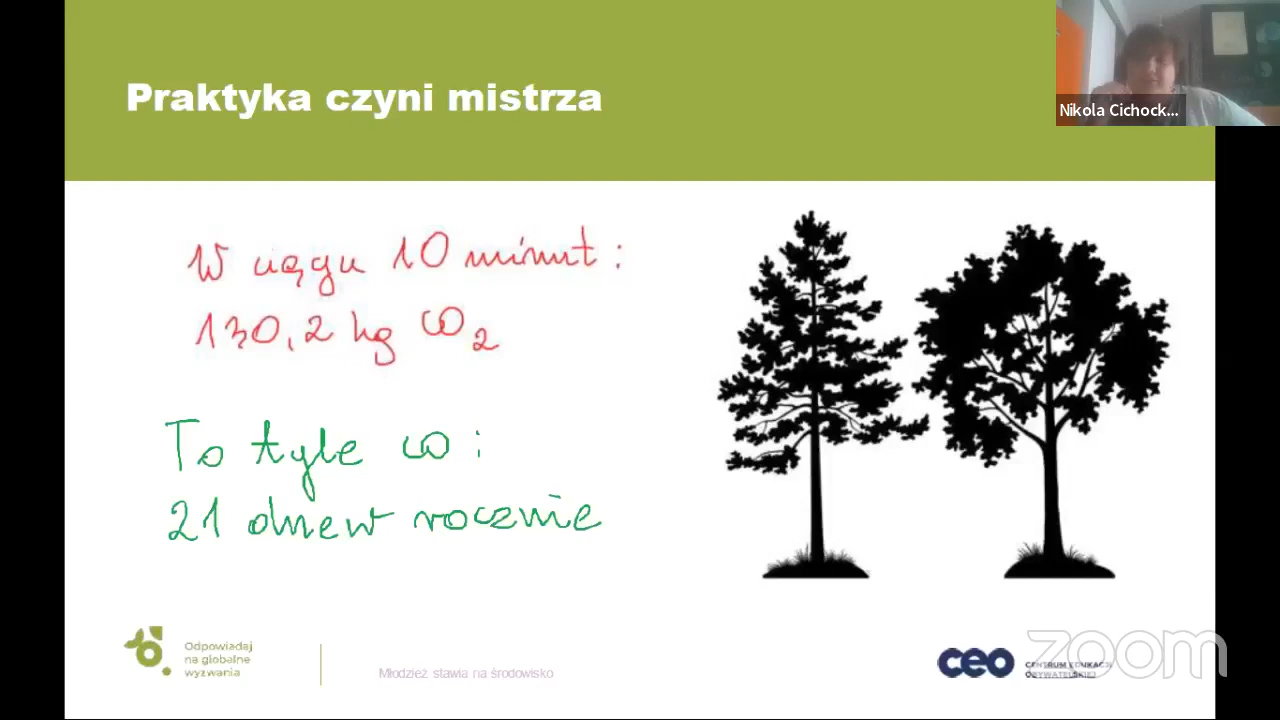 Praktyka czyni mistrza
Nikola Cichock...
W ciągu 10 minut:
130,2 kg CO2
To tyle co:
21 drzew rocznie
Odpowiadaj
na globalne
wyzwania
Młodzież stawia na środowisko
ceo
CENTRUM EDUKACJI
OBYWATELSKIEJ
zoom